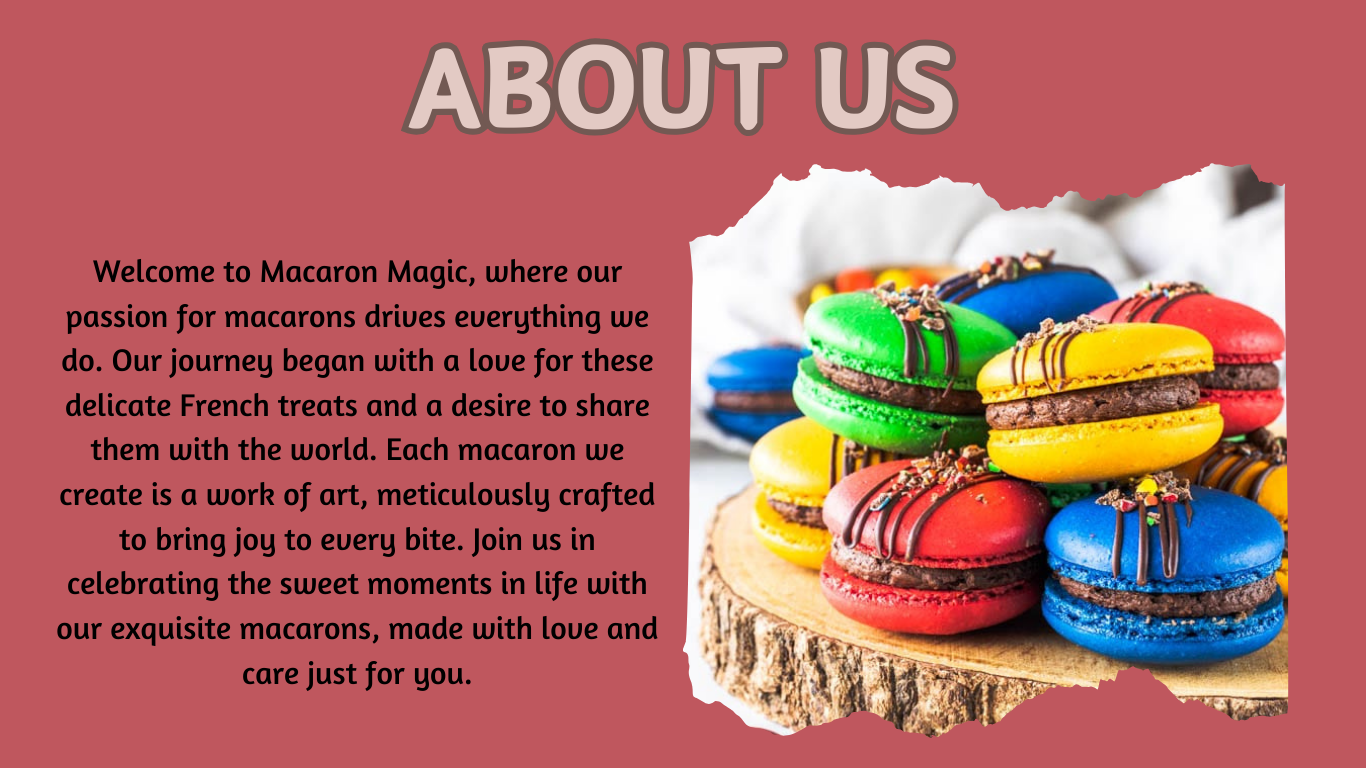 ABOUT US
Welcome to Macaron Magic, where our
passion for macarons drives everything we
do. Our journey began with a love for these
delicate French treats and a desire to share
them with the world. Each macaron we
create is a work of art, meticulously crafted
to bring joy to every bite. Join us in
celebrating the sweet moments in life with
our exquisite macarons, made with love and
care just for you.